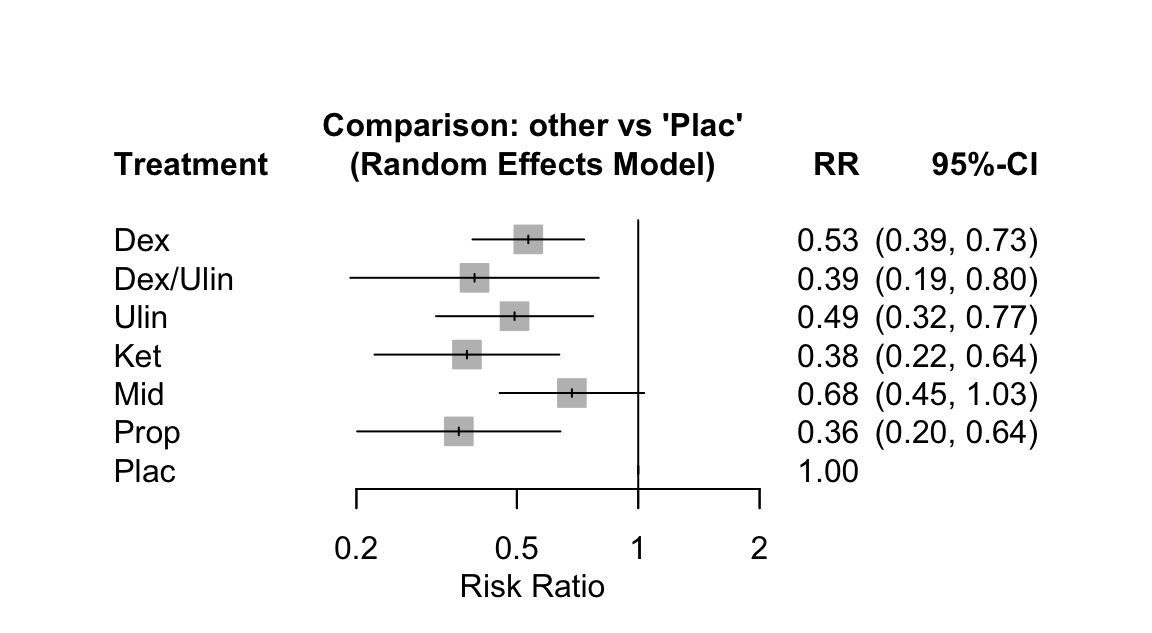 Comparison: other vs 'Plac'
Treatment (Random Effects Model) RR 95%-CI
Dex 0.53 (0.39, 0.73)
Dex/Ulin 0.39 (0.19, 0.80)
Ulin 0.49 (0.32, 0.77)
Ket 0.38 (0.22, 0.64)
Mid 0.68 (0.45, 1.03)
Prop 0.36 (0.20, 0.64)
Plac 1.00
0.2 0.5 1 2
Risk Ratio